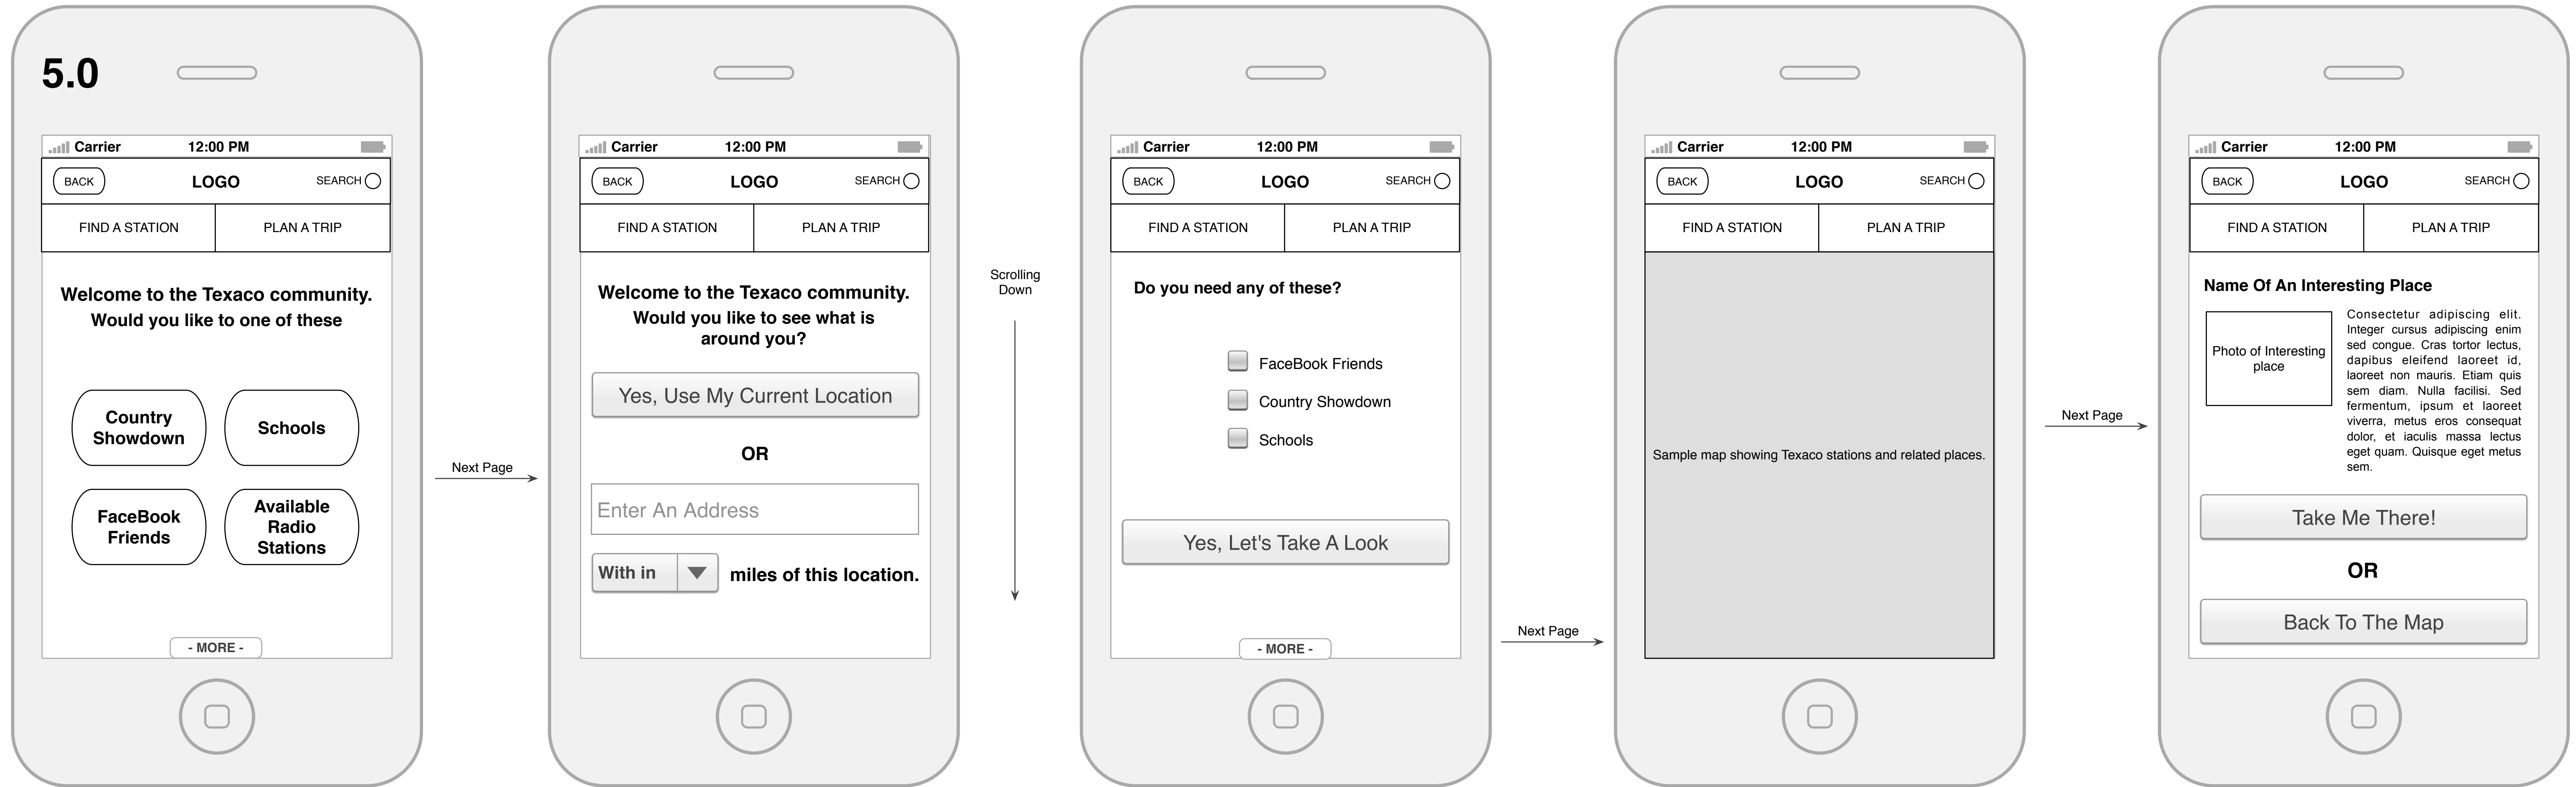 5.0
Carrier 12:00 PM
BACK LOGO SEARCH
FIND A STATION PLAN A TRIP
Welcome to the Texaco community.
Would you like to one of these
Country
Showdown
Schools
FaceBook
Friends
Available
Radio
Stations
- MORE -
Next Page
Carrier 12:00 PM
BACK LOGO SEARCH
FIND A STATION PLAN A TRIP
Welcome to the Texaco community.
Would you like to see what is
around you?
Yes, Use My Current Location
OR
Enter An Address
With in miles of this location.
Scrolling
Down
Carrier 12:00 PM
BACK LOGO SEARCH
FIND A STATION PLAN A TRIP
Do you need any of these?
FaceBook Friends
Country Showdown
Schools
Yes, Let's Take A Look
- MORE -
Next Page
Carrier 12:00 PM
BACK LOGO SEARCH
FIND A STATION PLAN A TRIP
Sample map showing Texaco stations and related places.
Next Page
Carrier 12:00 PM
BACK LOGO SEARCH
FIND A STATION PLAN A TRIP
Name Of An Interesting Place
Photo of Interesting
place
Consectetur adipiscing elit.
Integer cursus adipiscing enim
sed congue. Cras tortor lectus,
dapibus eleifend laoreet id,
laoreet non mauris. Etiam quis
sem diam. Nulla facilisi. Sed
fermentum, ipsum et laoreet
viverra, metus eros consequat
dolor, et iaculis massa lectus
eget quam. Quisque eget metus
sem.
Take Me There!
OR
Back To The Map